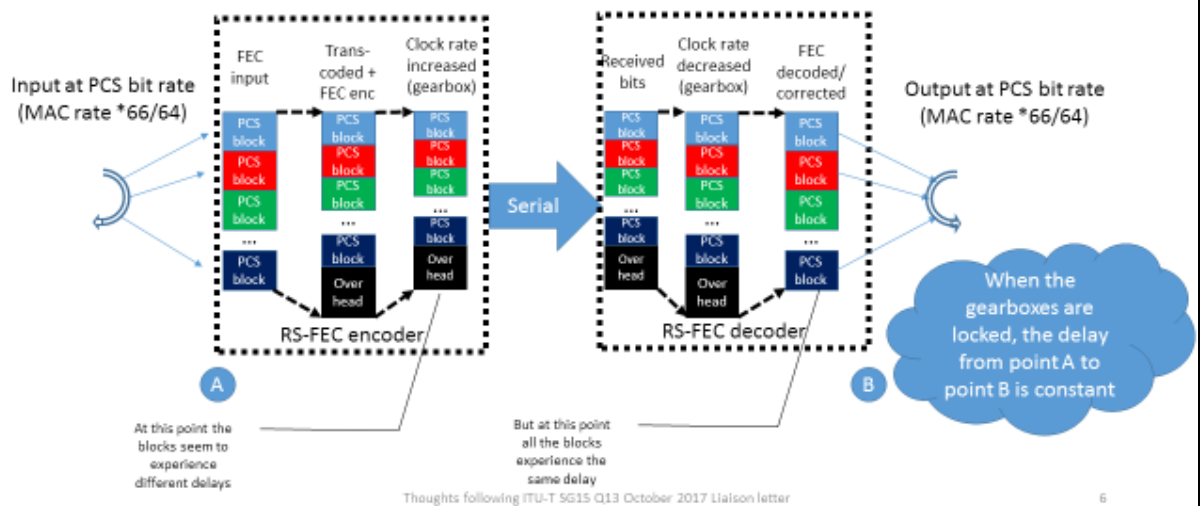 Input at PCS bit rate
(MAC rate *66/64)
FEC
input
Trans-
coded +
FEC enc
Clock rate
increased
(gearbox)
PCS
block
PCS
block
PCS
block
...
PCS
block
PCS
block
PCS
block
PCS
block
...
PCS
block
Over
head
PCS
block
PCS
block
PCS
block
...
PCS
block
Over
head
RS-FEC encoder
A
Serial
Received
bits
Clock rate
decreased
(gearbox)
FEC
decoded/
corrected
PCS
block
PCS
block
PCS
block
...
PCS
block
Over
head
PCS
block
PCS
block
PCS
block
...
PCS
block
Over
head
PCS
block
PCS
block
PCS
block
...
PCS
block
RS-FEC decoder
B
Output at PCS bit rate
(MAC rate *66/64)
When the
gearboxes are
locked, the delay
from point A to
point B is constant
At this point the
blocks seem to
experience
different delays
But at this point
all the blocks
experience the
same delay
Thoughts following ITU-T SG15 Q13 October 2017 Liaison letter
6